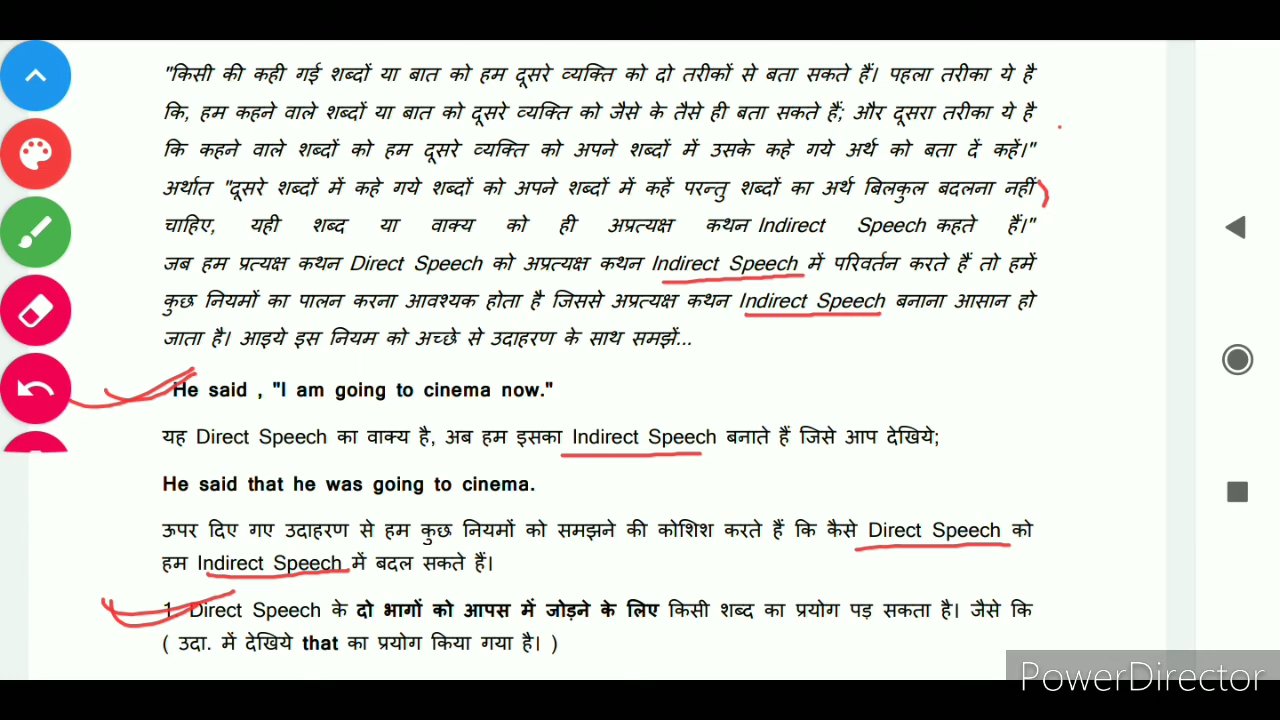 "किसी की कही गई शब्दों या बात को हम दूसरे व्यक्ति को दो तरीकों से बता सकते हैं। पहला तरीका ये है
कि, हम कहने वाले शब्दों या बात को दूसरे व्यक्ति को जैसे के तैसे ही बता सकते हैं; और दूसरा तरीका ये है
कि कहने वाले शब्दों को हम दूसरे व्यक्ति को अपने शब्दों में उसके कहे गये अर्थ को बता दें कहें।"
अर्थात "दूसरे शब्दों में कहे गये शब्दों को अपने शब्दों में कहें परन्तु शब्दों का अर्थ बिलकुल बदलना नहीं
चाहिए, यही शब्द या वाक्य को ही अप्रत्यक्ष कथन Indirect Speech कहते हैं।"
जब हम प्रत्यक्ष कथन Direct Speech को अप्रत्यक्ष कथन Indirect Speech में परिवर्तन करते हैं तो हमें
कुछ नियमों का पालन करना आवश्यक होता है जिससे अप्रत्यक्ष कथन Indirect Speech बनाना आसान हो
जाता है। आइये इस नियम को अच्छे से उदाहरण के साथ समझें...
He said , "I am going to cinema now."
यह Direct Speech का वाक्य है, अब हम इसका Indirect Speech बनाते हैं जिसे आप देखिये;
He said that he was going to cinema.
ऊपर दिए गए उदाहरण से हम कुछ नियमों को समझने की कोशिश करते हैं कि कैसे Direct Speech को
हम Indirect Speech में बदल सकते हैं।
1. Direct Speech के दो भागों को आपस में जोड़ने के लिए किसी शब्द का प्रयोग पड़ सकता है। जैसे कि
( उदा. में देखिये that का प्रयोग किया गया है। )
PowerDirector